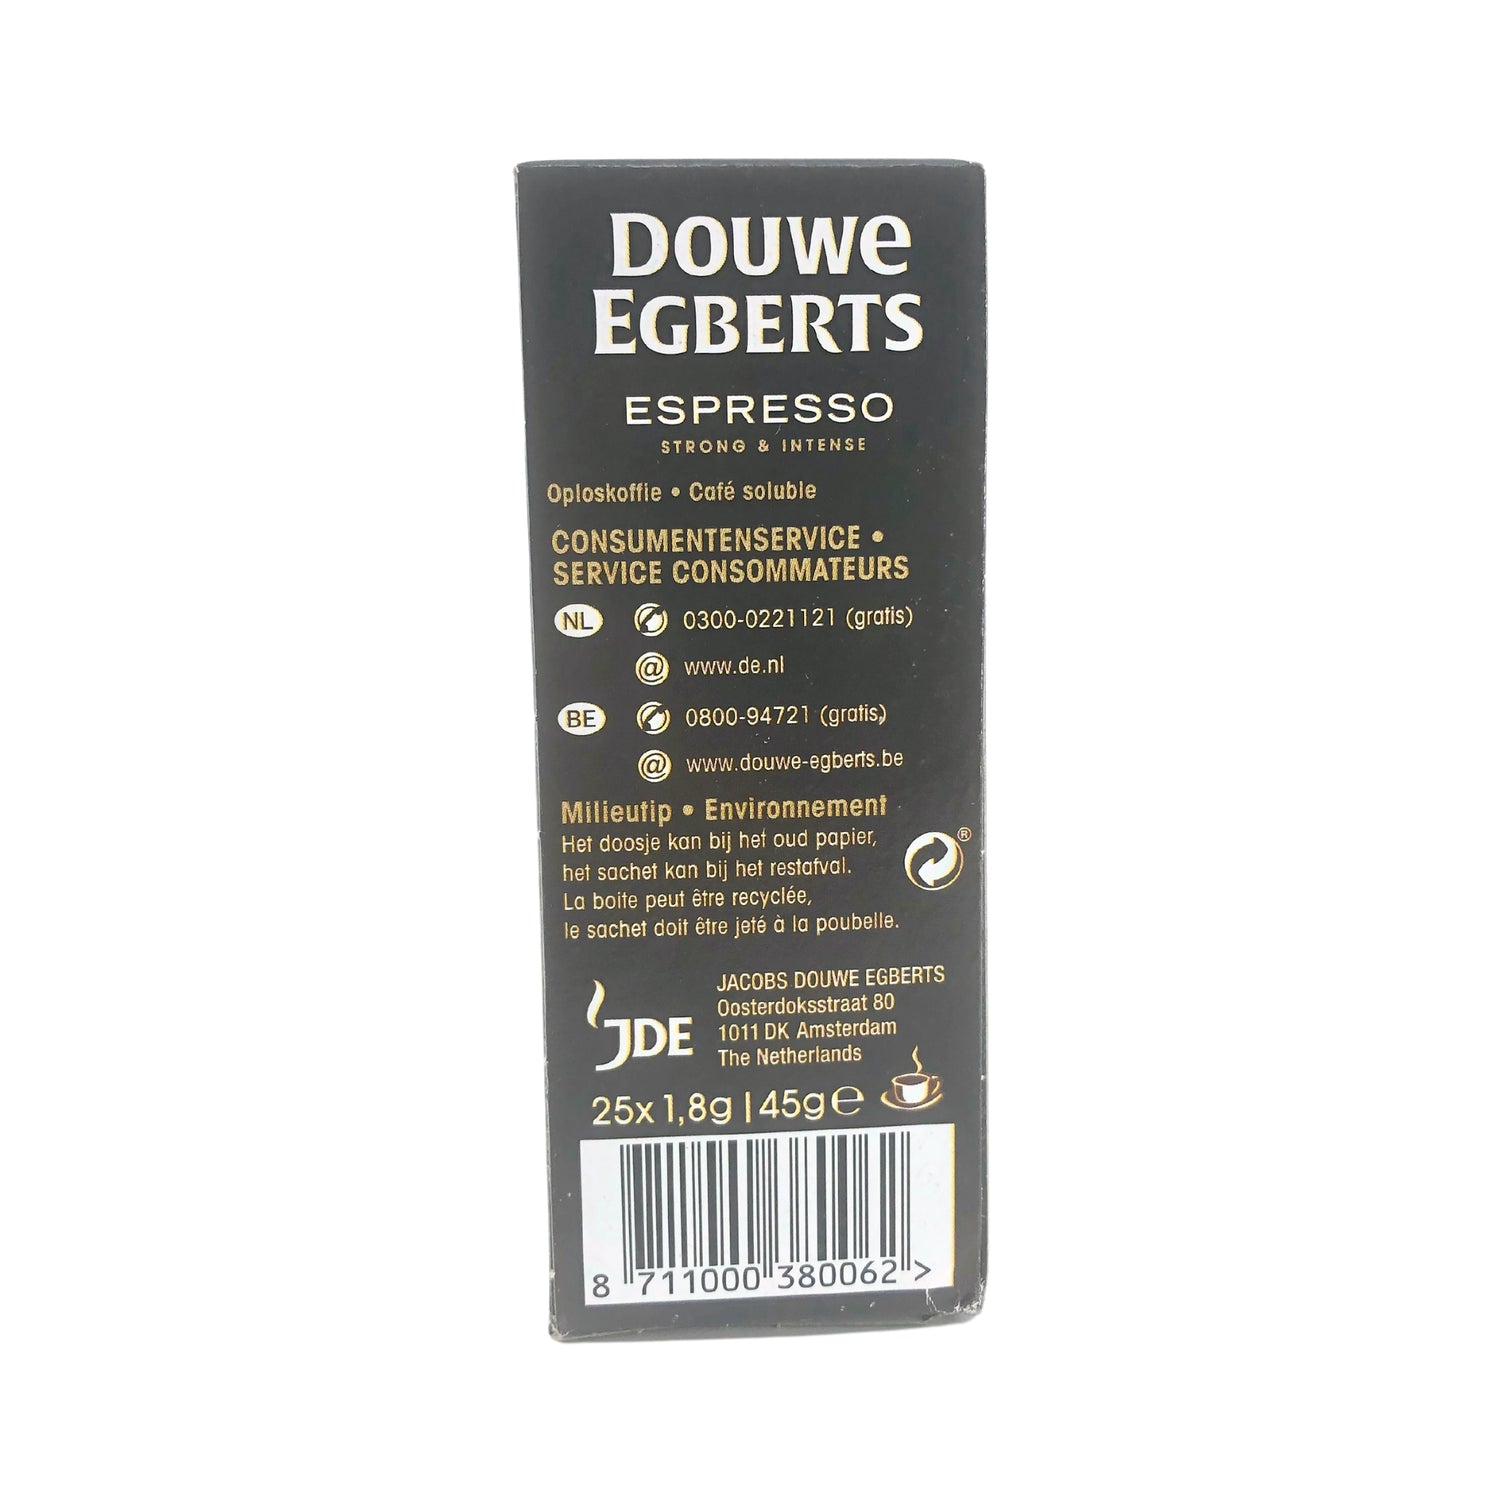 DOUWE
EGBERTS
ESPRESSO
STRONG & INTENSE
Oploskoffie • Café soluble
CONSUMENTENSERVICE •
SERVICE CONSOMMATEURS
NL 0300-0221121 (gratis)
@ www.de.nl
BE 0800-94721 (gratis)
@ www.douwe-egberts.be
Milieutip • Environnement
Het doosje kan bij het oud papier,
het sachet kan bij het restafval.
La boite peut être recyclée,
le sachet doit être jeté à la poubelle.
®
JDE
JACOBS DOUWE EGBERTS
Oosterdoksstraat 80
1011 DK Amsterdam
The Netherlands
25x1,8g | 45g ℮
8 711000 380062 >